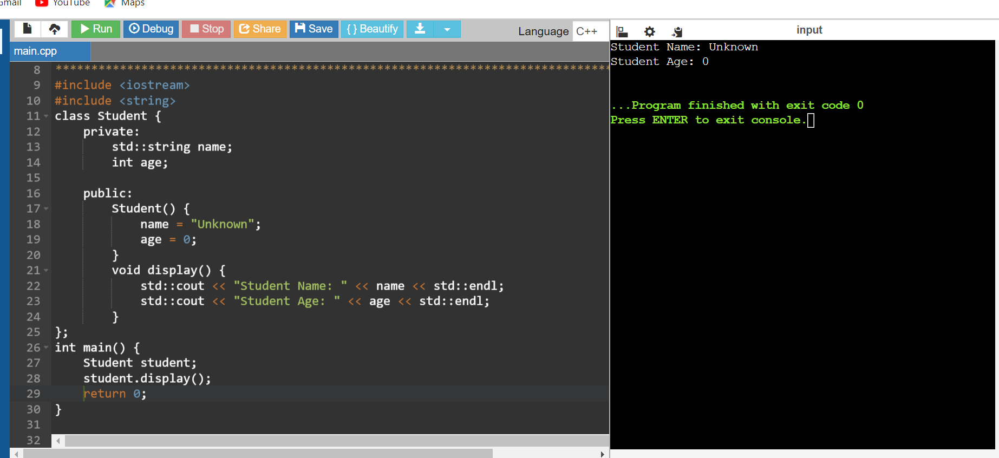 YouTube Maps
Run Debug Stop Share Save { } Beautify
Language C++
input
main.cpp
8 ******************************************************************************
9 #include <iostream>
10 #include <string>
11 class Student {
12     private:
13         std::string name;
14         int age;
15
16     public:
17         Student() {
18             name = "Unknown";
19             age = 0;
20         }
21         void display() {
22             std::cout << "Student Name: " << name << std::endl;
23             std::cout << "Student Age: " << age << std::endl;
24         }
25 };
26 int main() {
27     Student student;
28     student.display();
29     return 0;
30 }
31
32
Student Name: Unknown
Student Age: 0
...Program finished with exit code 0
Press ENTER to exit console.